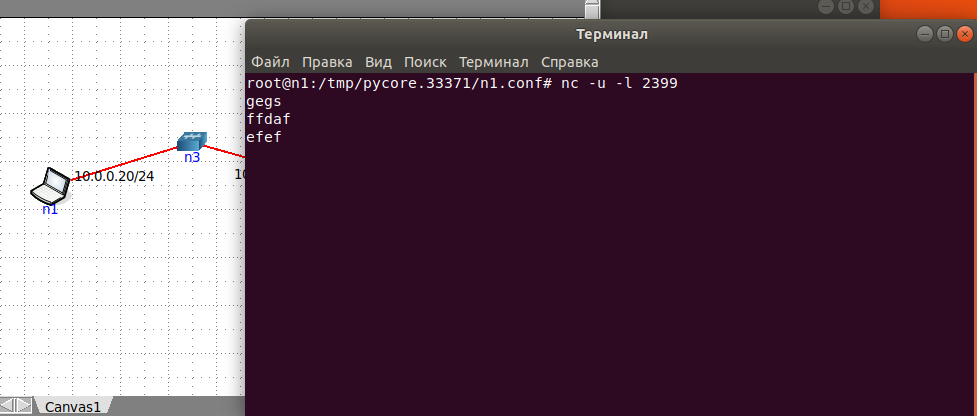 Терминал
Файл Правка Вид Поиск Терминал Справка
root@n1:/tmp/pycore.33371/n1.conf# nc -u -l 2399
gegs
ffdaf
efef
n3
10.0.0.20/24
10
n1
Canvas1